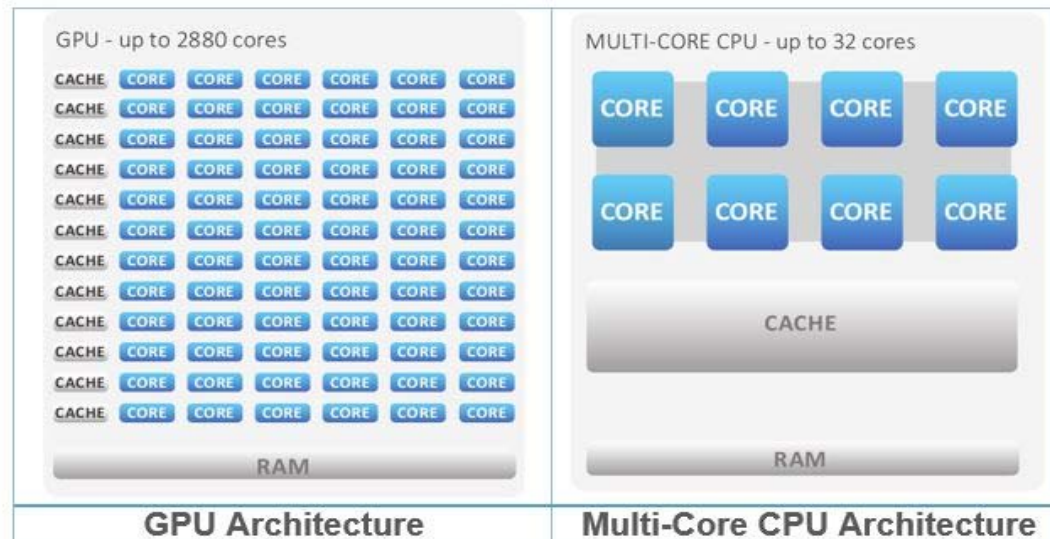 GPU - up to 2880 cores
CACHE CORE CORE CORE CORE CORE CORE
CACHE CORE CORE CORE CORE CORE CORE
CACHE CORE CORE CORE CORE CORE CORE
CACHE CORE CORE CORE CORE CORE CORE
CACHE CORE CORE CORE CORE CORE CORE
CACHE CORE CORE CORE CORE CORE CORE
CACHE CORE CORE CORE CORE CORE CORE
CACHE CORE CORE CORE CORE CORE CORE
CACHE CORE CORE CORE CORE CORE CORE
CACHE CORE CORE CORE CORE CORE CORE
CACHE CORE CORE CORE CORE CORE CORE
CACHE CORE CORE CORE CORE CORE CORE
RAM
GPU Architecture
MULTI-CORE CPU - up to 32 cores
CORE CORE CORE CORE
CORE CORE CORE CORE
CACHE
RAM
Multi-Core CPU Architecture